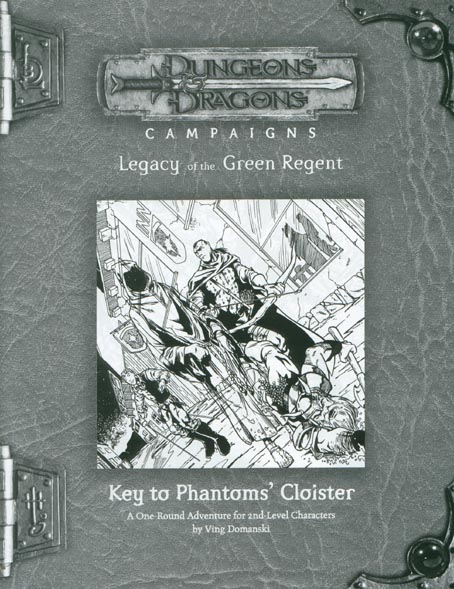 DUNGEONS
& DRAGONS
CAMPAIGNS
Legacy of the Green Regent
Key to Phantoms’ Cloister
A One-Round Adventure for 2nd-Level Characters
by Ving Domanski